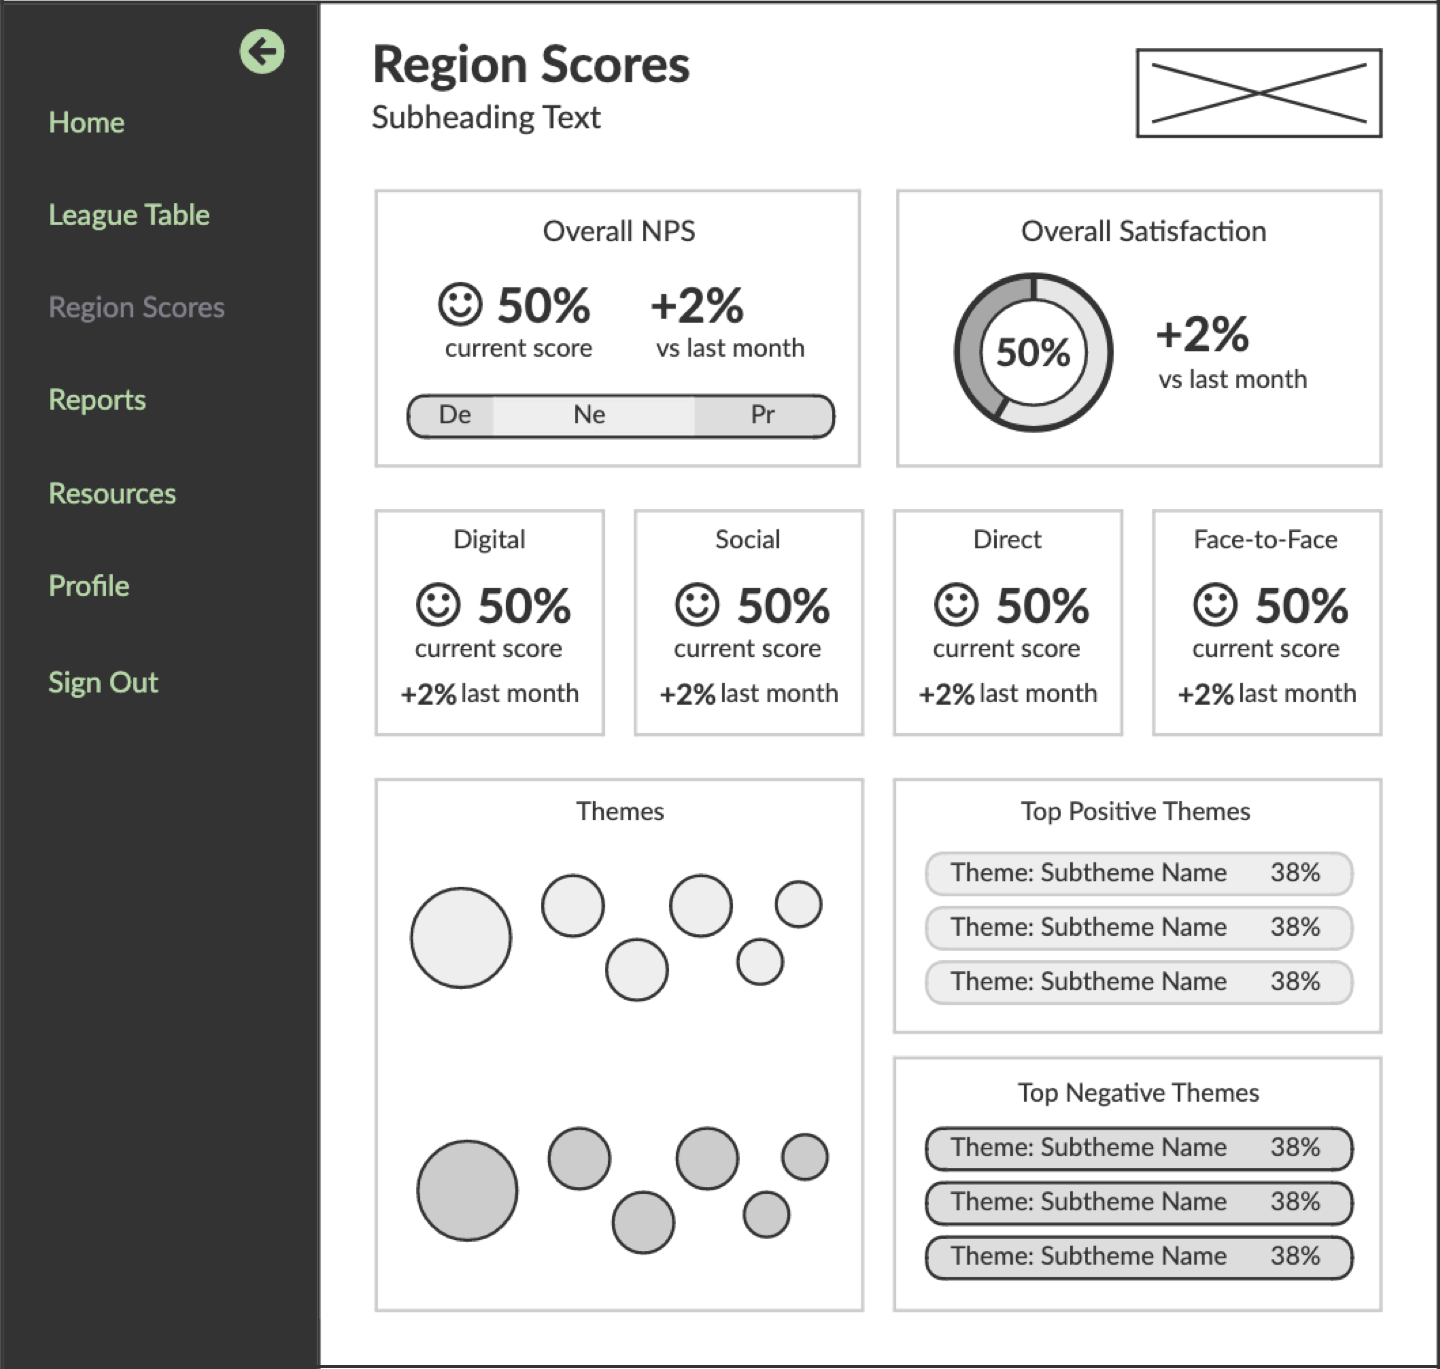 Home
League Table
Region Scores
Reports
Resources
Profile
Sign Out
Region Scores
Subheading Text
Overall NPS
50% +2%
current score vs last month
De Ne Pr
Overall Satisfaction
50%
+2%
vs last month
Digital
50%
current score
+2% last month
Social
50%
current score
+2% last month
Direct
50%
current score
+2% last month
Face-to-Face
50%
current score
+2% last month
Themes
Top Positive Themes
Theme: Subtheme Name 38%
Theme: Subtheme Name 38%
Theme: Subtheme Name 38%
Top Negative Themes
Theme: Subtheme Name 38%
Theme: Subtheme Name 38%
Theme: Subtheme Name 38%